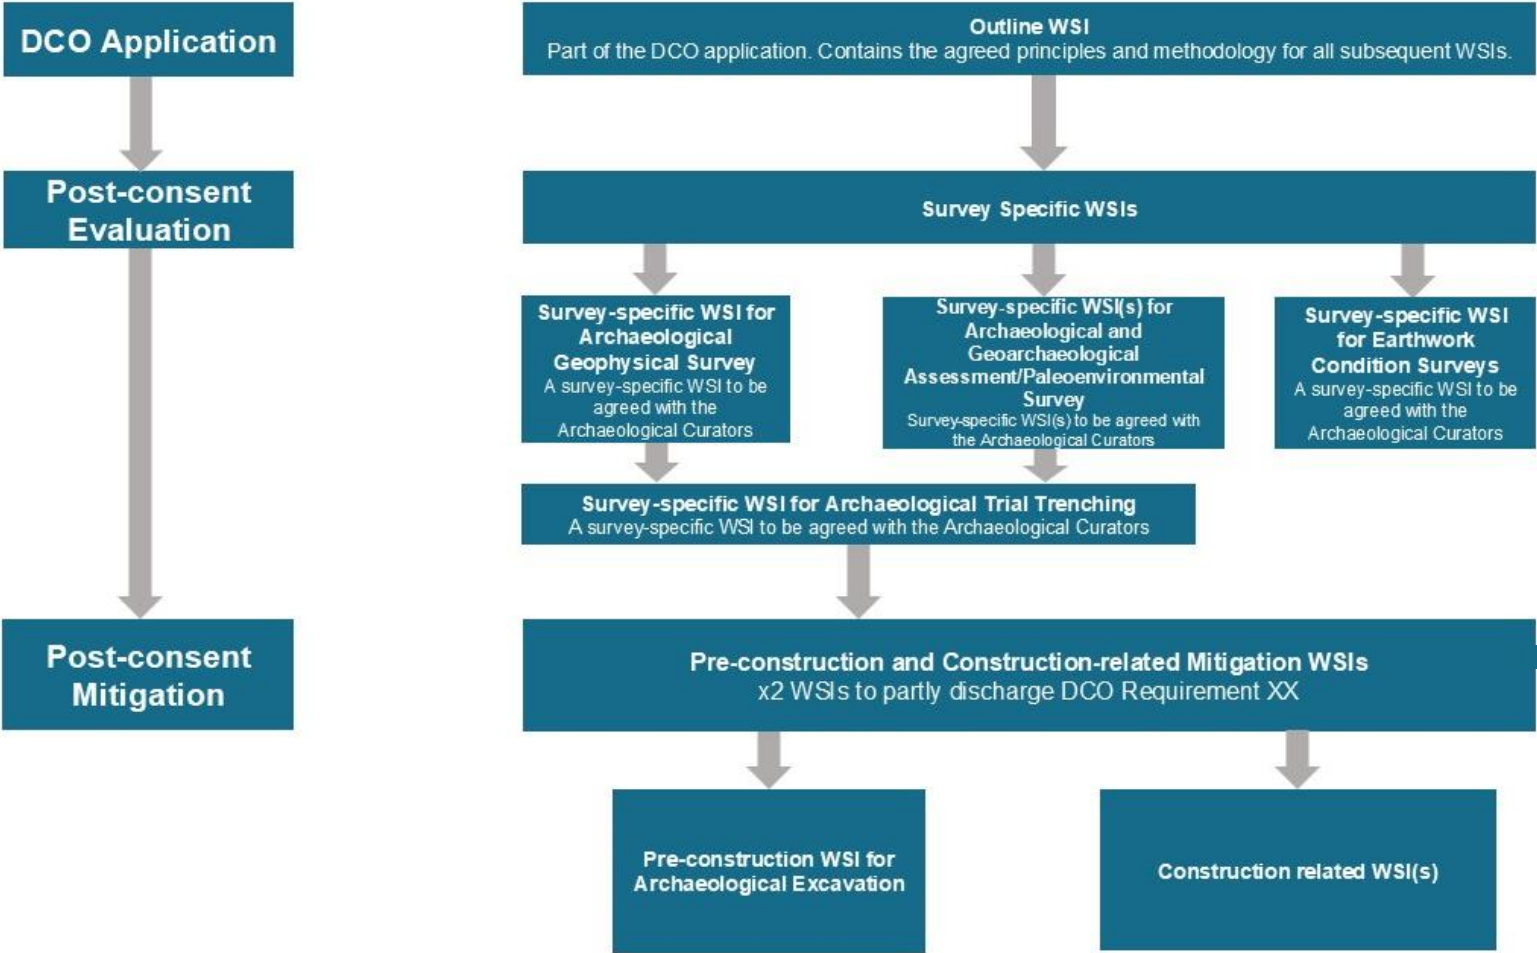 DCO Application
Outline WSI
Part of the DCO application. Contains the agreed principles and methodology for all subsequent WSIs.
Post-consent
Evaluation
Survey Specific WSIs
Survey-specific WSI for
Archaeological
Geophysical Survey
A survey-specific WSI to be
agreed with the
Archaeological Curators
Survey-specific WSI(s) for
Archaeological and
Geoarchaeological
Assessment/Paleoenvironmental
Survey
Survey-specific WSI(s) to be agreed with
the Archaeological Curators
Survey-specific WSI
for Earthwork
Condition Surveys
A survey-specific WSI to be
agreed with the
Archaeological Curators
Survey-specific WSI for Archaeological Trial Trenching
A survey-specific WSI to be agreed with the Archaeological Curators
Post-consent
Mitigation
Pre-construction and Construction-related Mitigation WSIs
x2 WSIs to partly discharge DCO Requirement XX
Pre-construction WSI for
Archaeological Excavation
Construction related WSI(s)